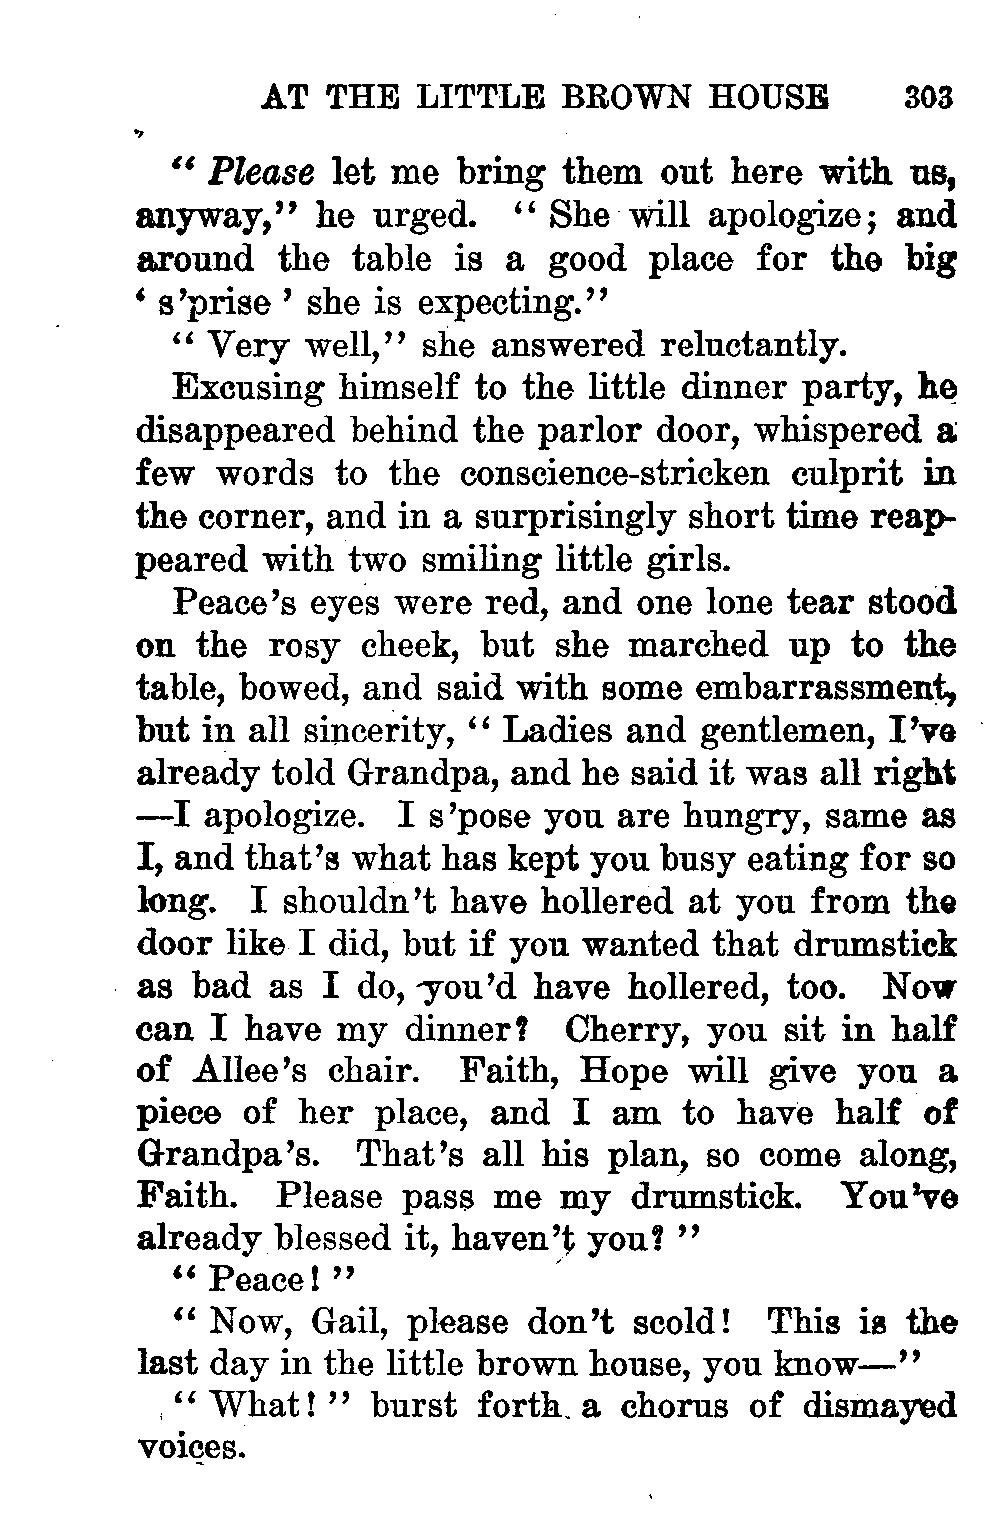 AT THE LITTLE BROWN HOUSE 303
“ Please let me bring them out here with us,
anyway,” he urged. “ She will apologize; and
around the table is a good place for the big
‘ s’prise ’ she is expecting.”
“ Very well,” she answered reluctantly.
Excusing himself to the little dinner party, he
disappeared behind the parlor door, whispered a
few words to the conscience-stricken culprit in
the corner, and in a surprisingly short time reap-
peared with two smiling little girls.
Peace’s eyes were red, and one lone tear stood
on the rosy cheek, but she marched up to the
table, bowed, and said with some embarrassment,
but in all sincerity, “ Ladies and gentlemen, I’ve
already told Grandpa, and he said it was all right
—I apologize. I s’pose you are hungry, same as
I, and that’s what has kept you busy eating for so
long. I shouldn’t have hollered at you from the
door like I did, but if you wanted that drumstick
as bad as I do, you’d have hollered, too. Now
can I have my dinner? Cherry, you sit in half
of Allee’s chair. Faith, Hope will give you a
piece of her place, and I am to have half of
Grandpa’s. That’s all his plan, so come along,
Faith. Please pass me my drumstick. You’ve
already blessed it, haven’t you? ”
“ Peace! ”
“ Now, Gail, please don’t scold! This is the
last day in the little brown house, you know—”
“ What! ” burst forth a chorus of dismayed
voices.